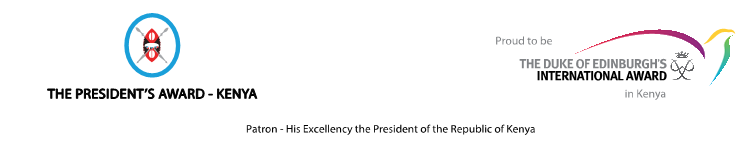 THE PRESIDENT'S AWARD - KENYA
Proud to be
THE DUKE OF EDINBURGH'S
INTERNATIONAL AWARD
in Kenya
Patron - His Excellency the President of the Republic of Kenya